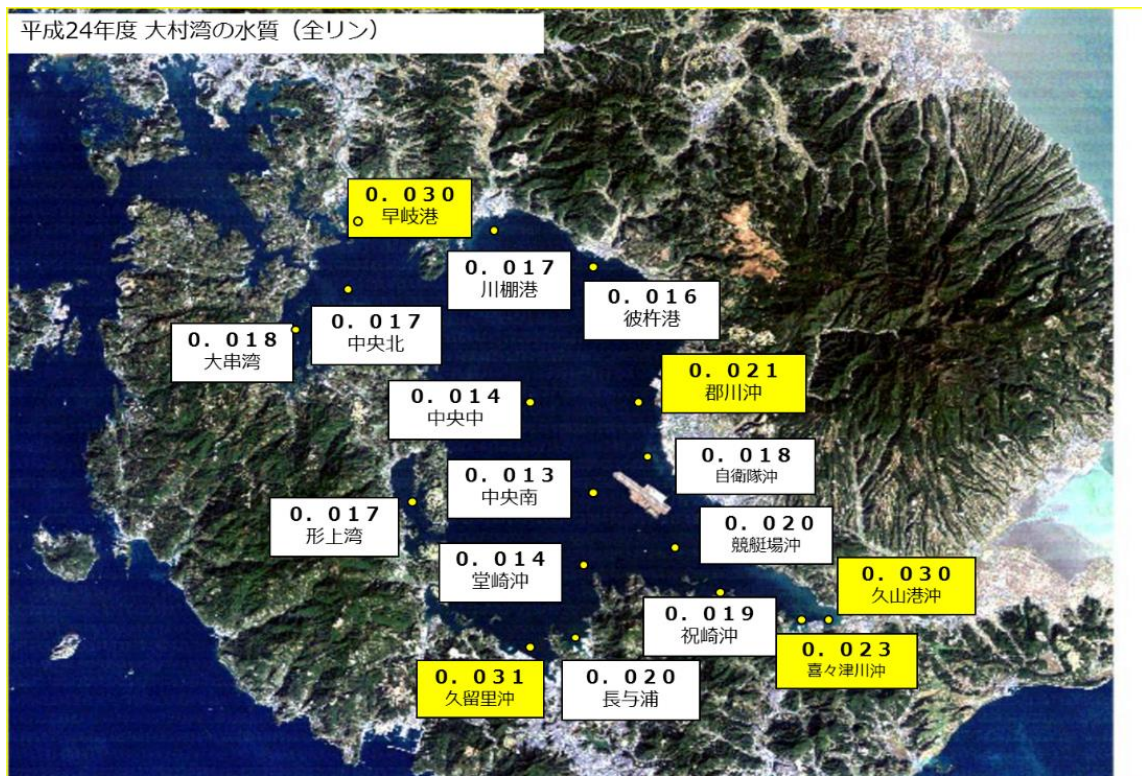 平成24年度 大村湾の水質（全リン）
０．０３０
早岐港
０．０１７
川棚港
０．０１６
彼杵港
０．０１７
中央北
０．０１８
大串湾
０．０２１
郡川沖
０．０１４
中央中
０．０１８
自衛隊沖
０．０１３
中央南
０．０１７
形上湾
０．０２０
競艇場沖
０．０１４
堂崎沖
０．０３０
久山港沖
０．０１９
祝崎沖
０．０２３
喜々津川沖
０．０３１
久留里沖
０．０２０
長与浦